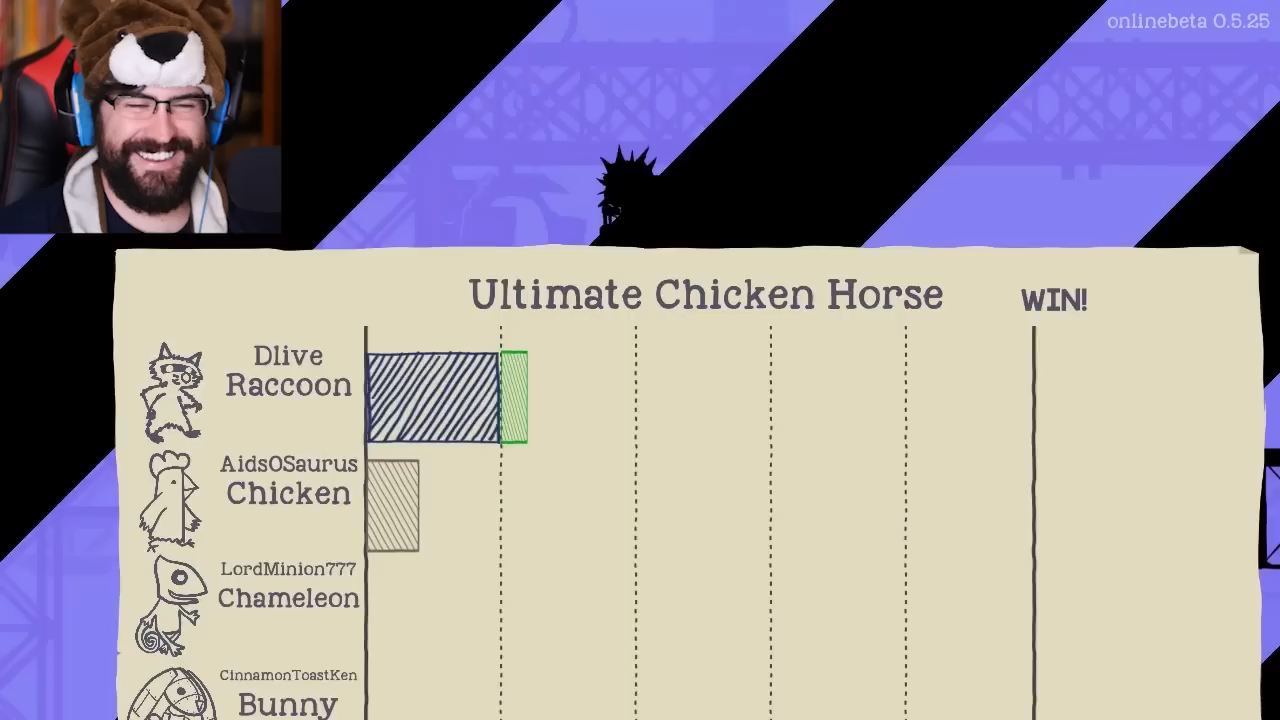 onlinebeta 0.5.25
Ultimate Chicken Horse
WIN!
Dlive
Raccoon
AidsOSaurus
Chicken
LordMinion777
Chameleon
CinnamonToastKen
Bunny